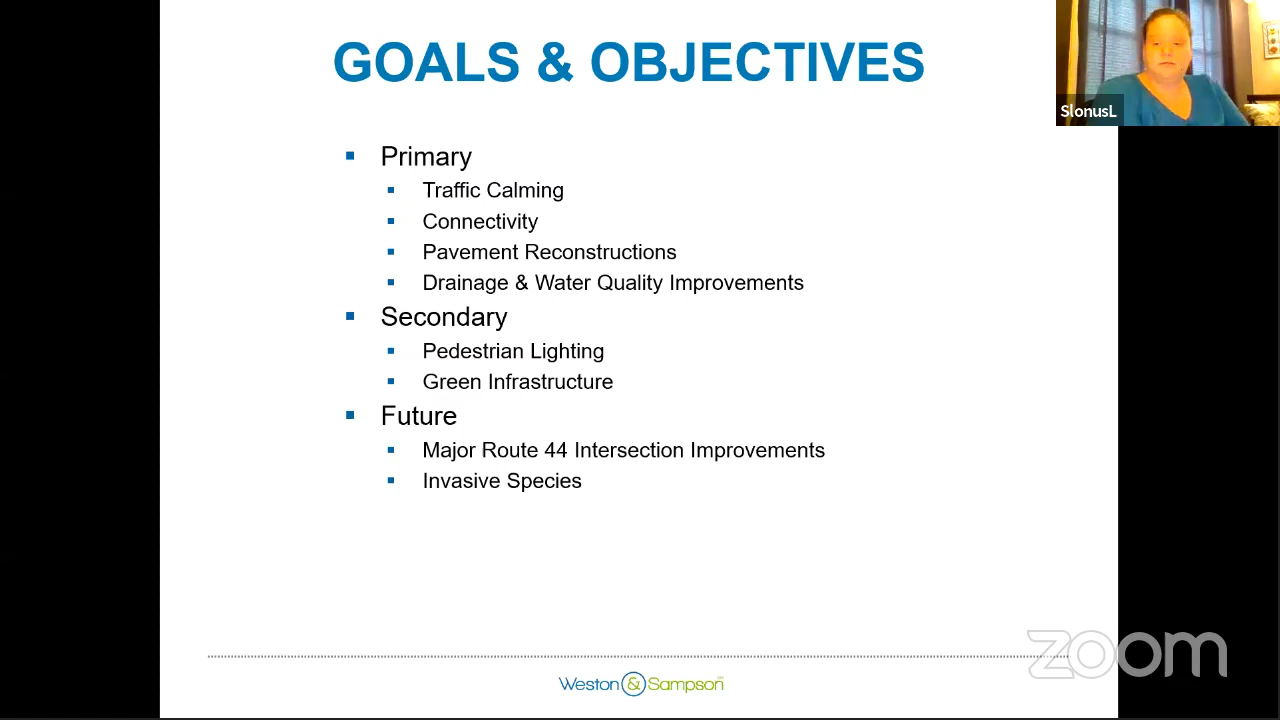 GOALS & OBJECTIVES
SlonusL
Primary
Traffic Calming
Connectivity
Pavement Reconstructions
Drainage & Water Quality Improvements
Secondary
Pedestrian Lighting
Green Infrastructure
Future
Major Route 44 Intersection Improvements
Invasive Species
zoom
Weston & Sampson